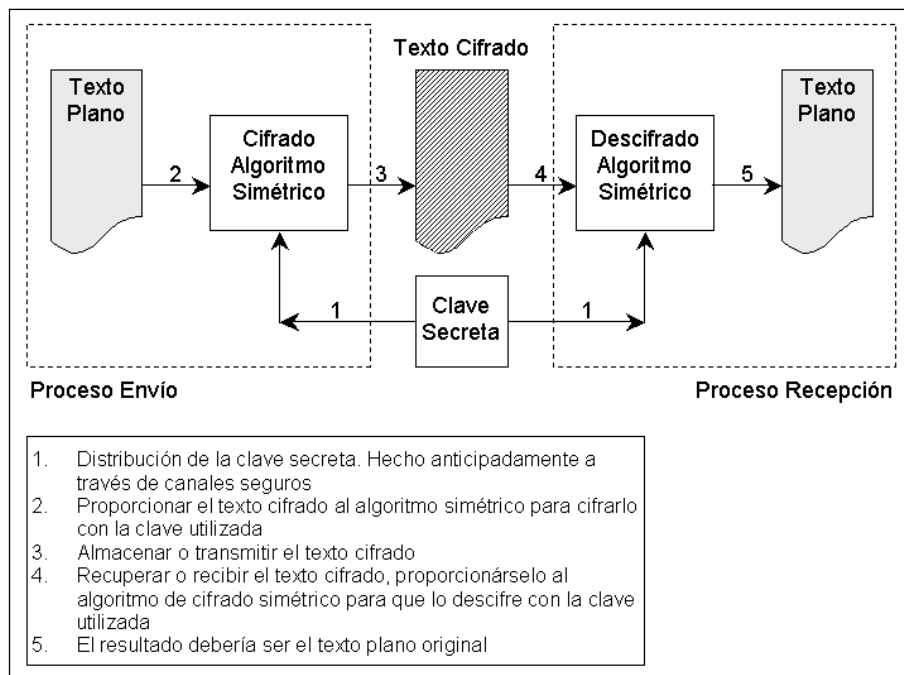 Texto Cifrado
Texto
Plano
Cifrado
Algoritmo
Simétrico
Descifrado
Algoritmo
Simétrico
Texto
Plano
2
3
4
5
Clave
Secreta
1
1
Proceso Envío
Proceso Recepción
1. Distribución de la clave secreta. Hecho anticipadamente a
través de canales seguros
2. Proporcionar el texto cifrado al algoritmo simétrico para cifrarlo
con la clave utilizada
3. Almacenar o transmitir el texto cifrado
4. Recuperar o recibir el texto cifrado, proporcionárselo al
algoritmo de cifrado simétrico para que lo descifre con la clave
utilizada
5. El resultado debería ser el texto plano original